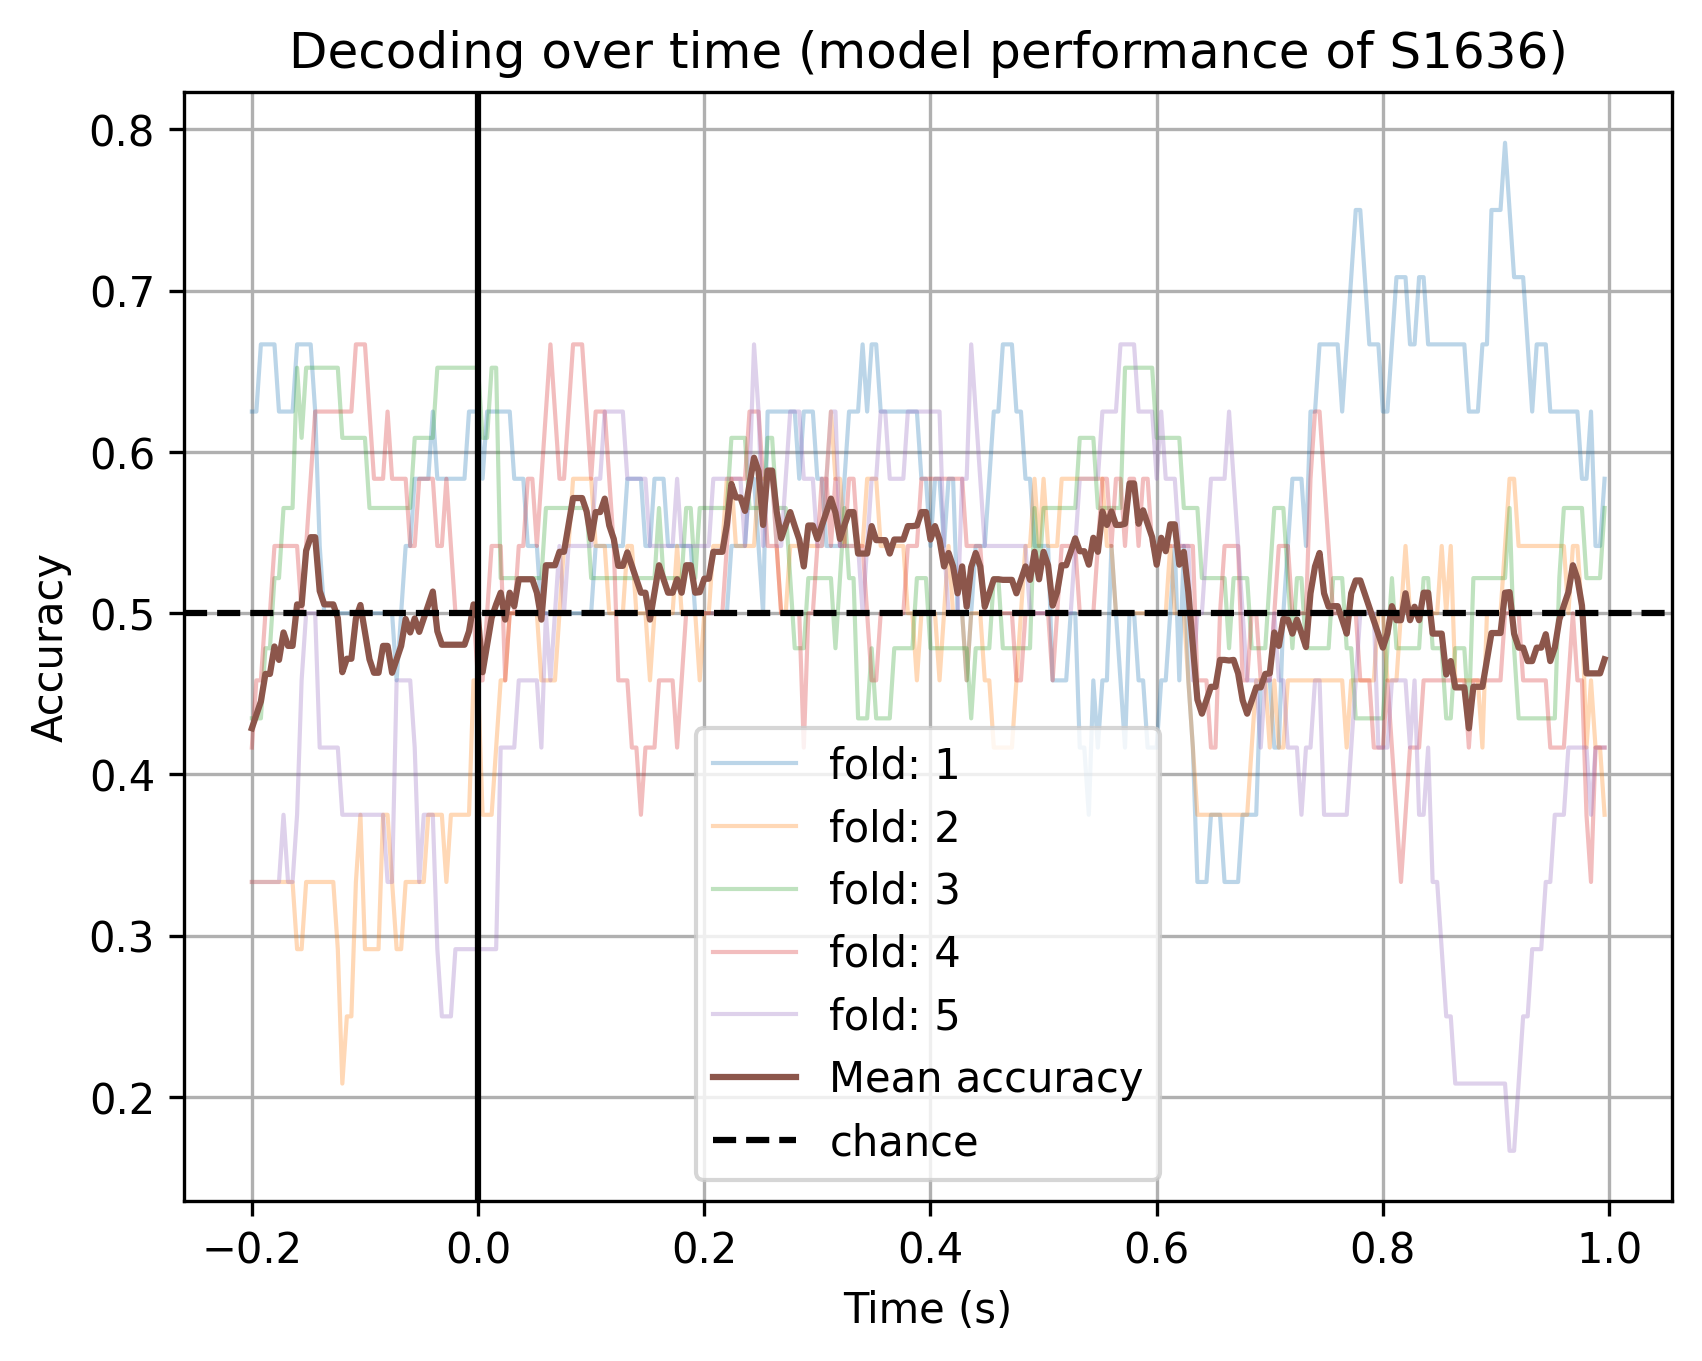 Decoding over time (model performance of S1636)
Accuracy
0.8
0.7
0.6
0.5
0.4
0.3
0.2
fold: 1
fold: 2
fold: 3
fold: 4
fold: 5
Mean accuracy
chance
−0.2 0.0 0.2 0.4 0.6 0.8 1.0
Time (s)